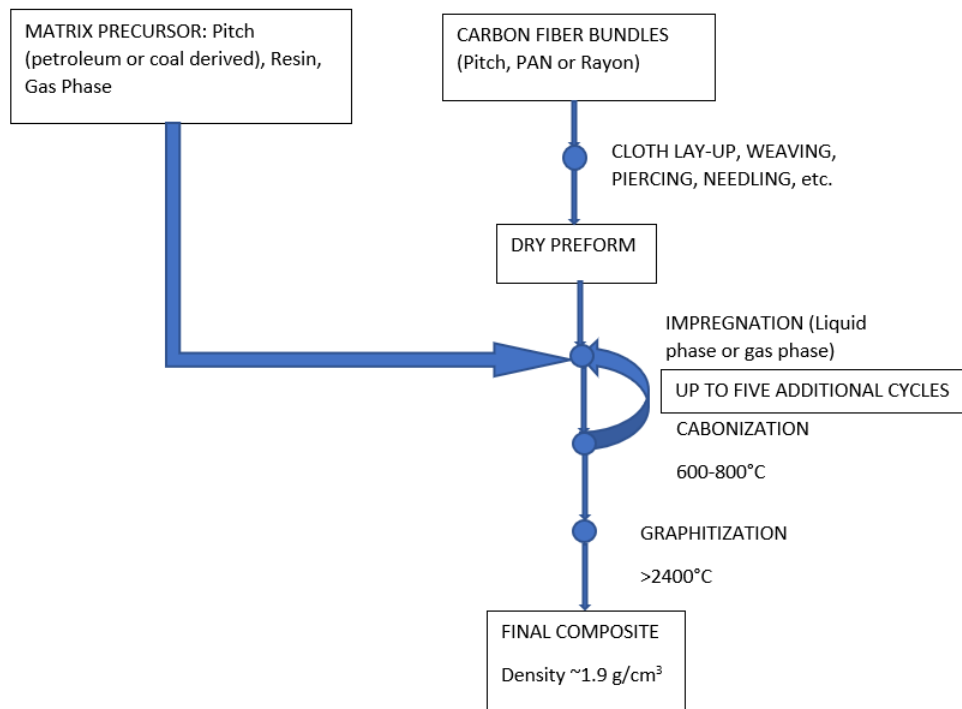 MATRIX PRECURSOR: Pitch
(petroleum or coal derived), Resin,
Gas Phase
CARBON FIBER BUNDLES
(Pitch, PAN or Rayon)
CLOTH LAY-UP, WEAVING,
PIERCING, NEEDLING, etc.
DRY PREFORM
IMPREGNATION (Liquid
phase or gas phase)
UP TO FIVE ADDITIONAL CYCLES
CABONIZATION
600-800°C
GRAPHITIZATION
>2400°C
FINAL COMPOSITE
Density ~1.9 g/cm³